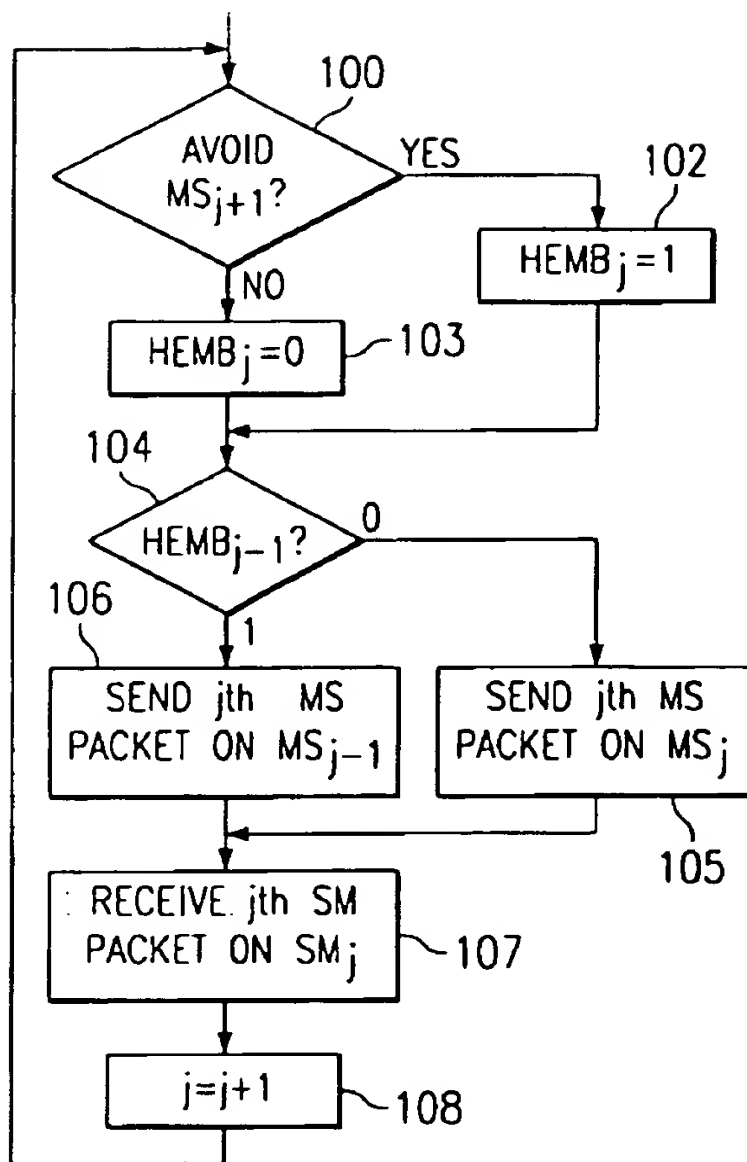 100
AVOID
MSj+1?
YES
102
HEMBj=1
NO
HEMBj=0
103
104
HEMBj-1?
0
106
1
SEND jth MS
PACKET ON MSj-1
SEND jth MS
PACKET ON MSj
105
RECEIVE jth SM
PACKET ON SMj
107
j=j+1
108